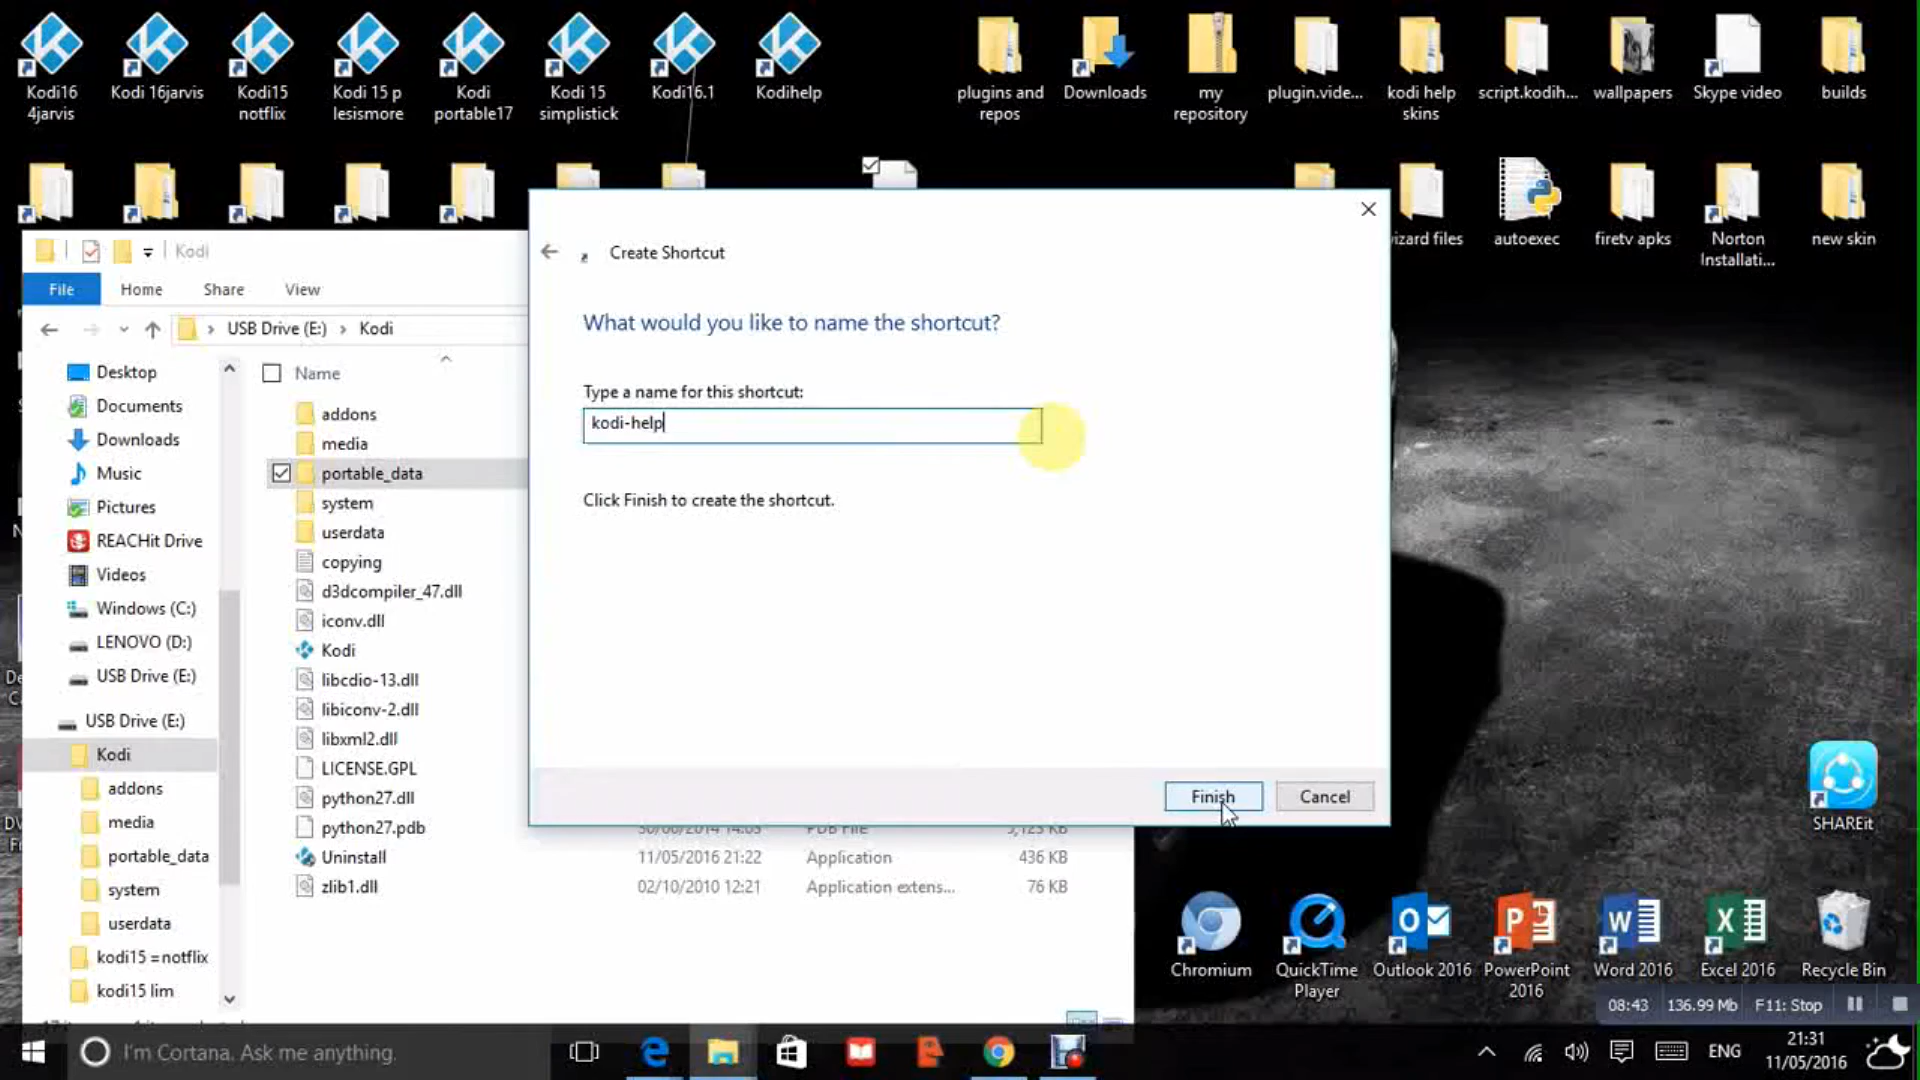 Kodi16
4jarvis
Kodi 16jarvis
Kodi15
notflix
Kodi 15 p
lesismore
Kodi
portable17
Kodi 15
simplistick
Kodi16.1
Kodihelp
plugins and
repos
Downloads
my
repository
plugin.vide...
kodi help
skins
script.kodih...
wallpapers
Skype video
builds
izard files
autoexec
firetv apks
Norton
Installati...
new skin
Kodi
File
Home
Share
View
USB Drive (E:) > Kodi
Name
Desktop
Documents
Downloads
Music
Pictures
REACHit Drive
Videos
Windows (C:)
LENOVO (D:)
USB Drive (E:)
USB Drive (E:)
Kodi
addons
media
portable_data
system
userdata
kodi15 =notflix
kodi15 lim
addons
media
portable_data
system
userdata
copying
d3dcompiler_47.dll
iconv.dll
Kodi
libcdio-13.dll
libiconv-2.dll
libxml2.dll
LICENSE.GPL
python27.dll
python27.pdb
Uninstall 11/05/2016 21:22 Application 436 KB
zlib1.dll 02/10/2010 12:21 Application extens... 76 KB
Create Shortcut
What would you like to name the shortcut?
Type a name for this shortcut:
kodi-help
Click Finish to create the shortcut.
Finish
Cancel
SHAREit
Chromium
QuickTime
Player
Outlook 2016
PowerPoint
2016
Word 2016
Excel 2016
Recycle Bin
08:43 136.99 Mb F11: Stop
I'm Cortana. Ask me anything.
ENG
21:31
11/05/2016